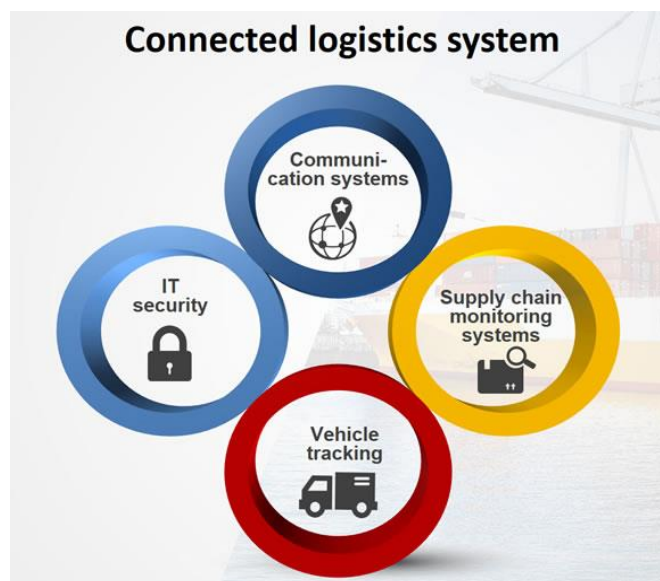 Connected logistics system
Communi-
cation systems
IT
security
Supply chain
monitoring
systems
Vehicle
tracking